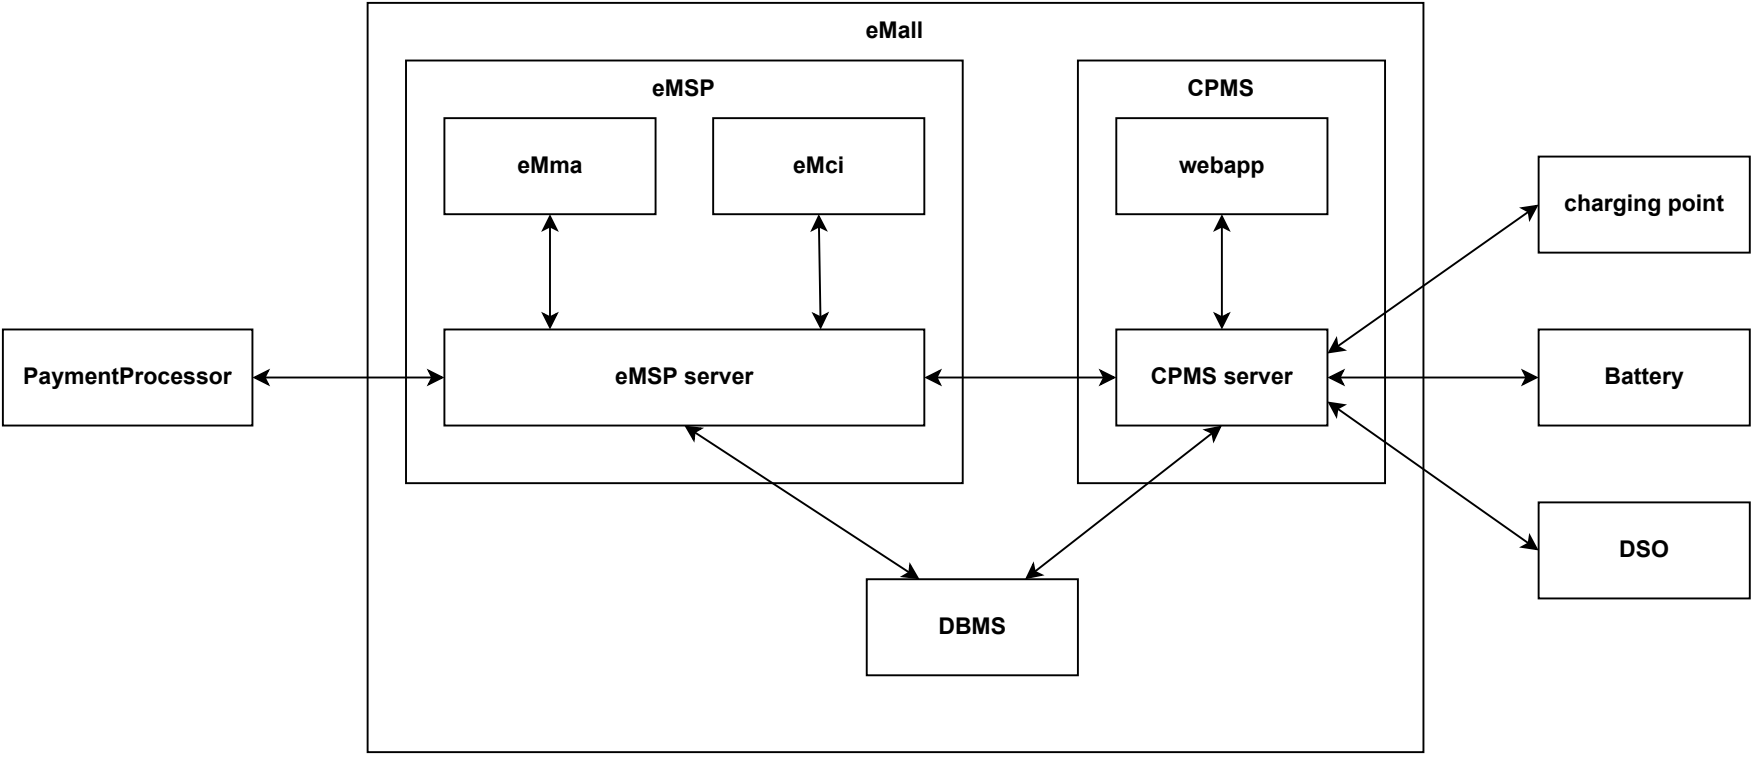 eMall
eMSP
CPMS
eMma
eMci
webapp
charging point
PaymentProcessor
eMSP server
CPMS server
Battery
DSO
DBMS